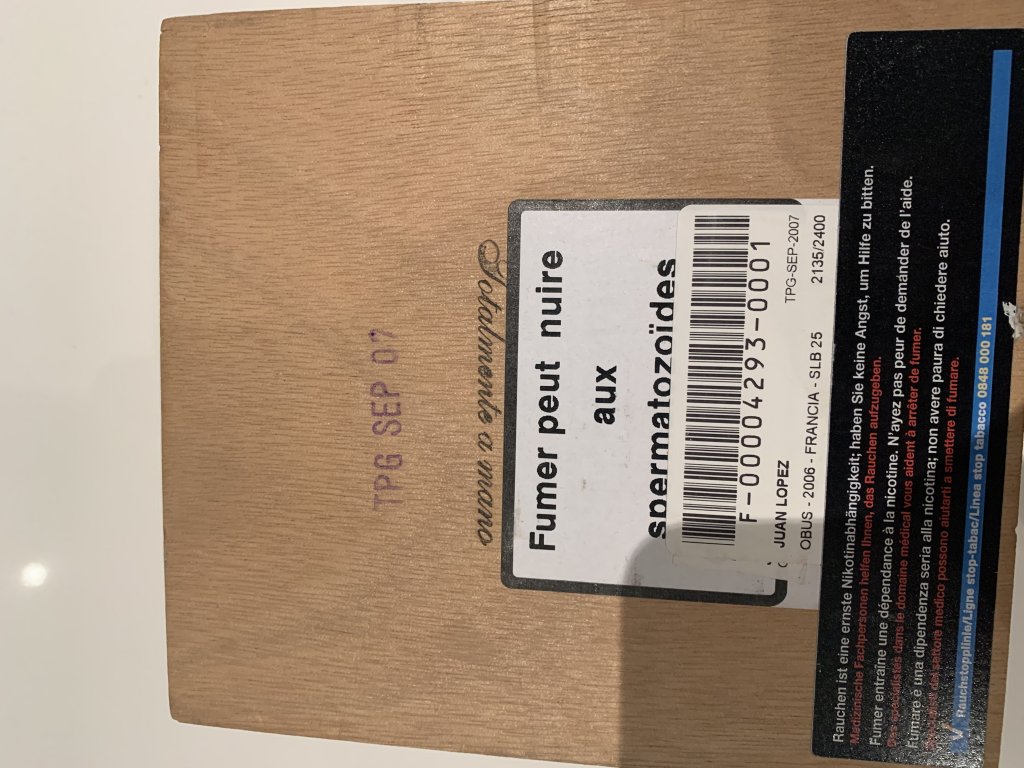 TPG SEP 07
Totalmente a mano
Fumer peut nuire
aux
spermatozoïdes
F-00004293-0001
TPG-SEP-2007
JUAN LOPEZ
2135/2400
OBUS - 2006 - FRANCIA - SLB 25
Rauchen ist eine ernste Nikotinabhängigkeit; haben Sie keine Angst, um Hilfe zu bitten.
Medizinische Fachpersonen helfen Ihnen, das Rauchen aufzugeben.
Fumer entraîne une dépendance à la nicotine. N'ayez pas peur de demander de l'aide.
Des spécialistes dans le domaine médical vous aident à arrêter de fumer.
Fumare è una dipendenza seria alla nicotina; non avere paura di chiedere aiuto.
del settore medico possono aiutarti a smettere di fumare.
Rauchstopplinie/Ligne stop-tabac/Linea stop tabacco 0848 000 181